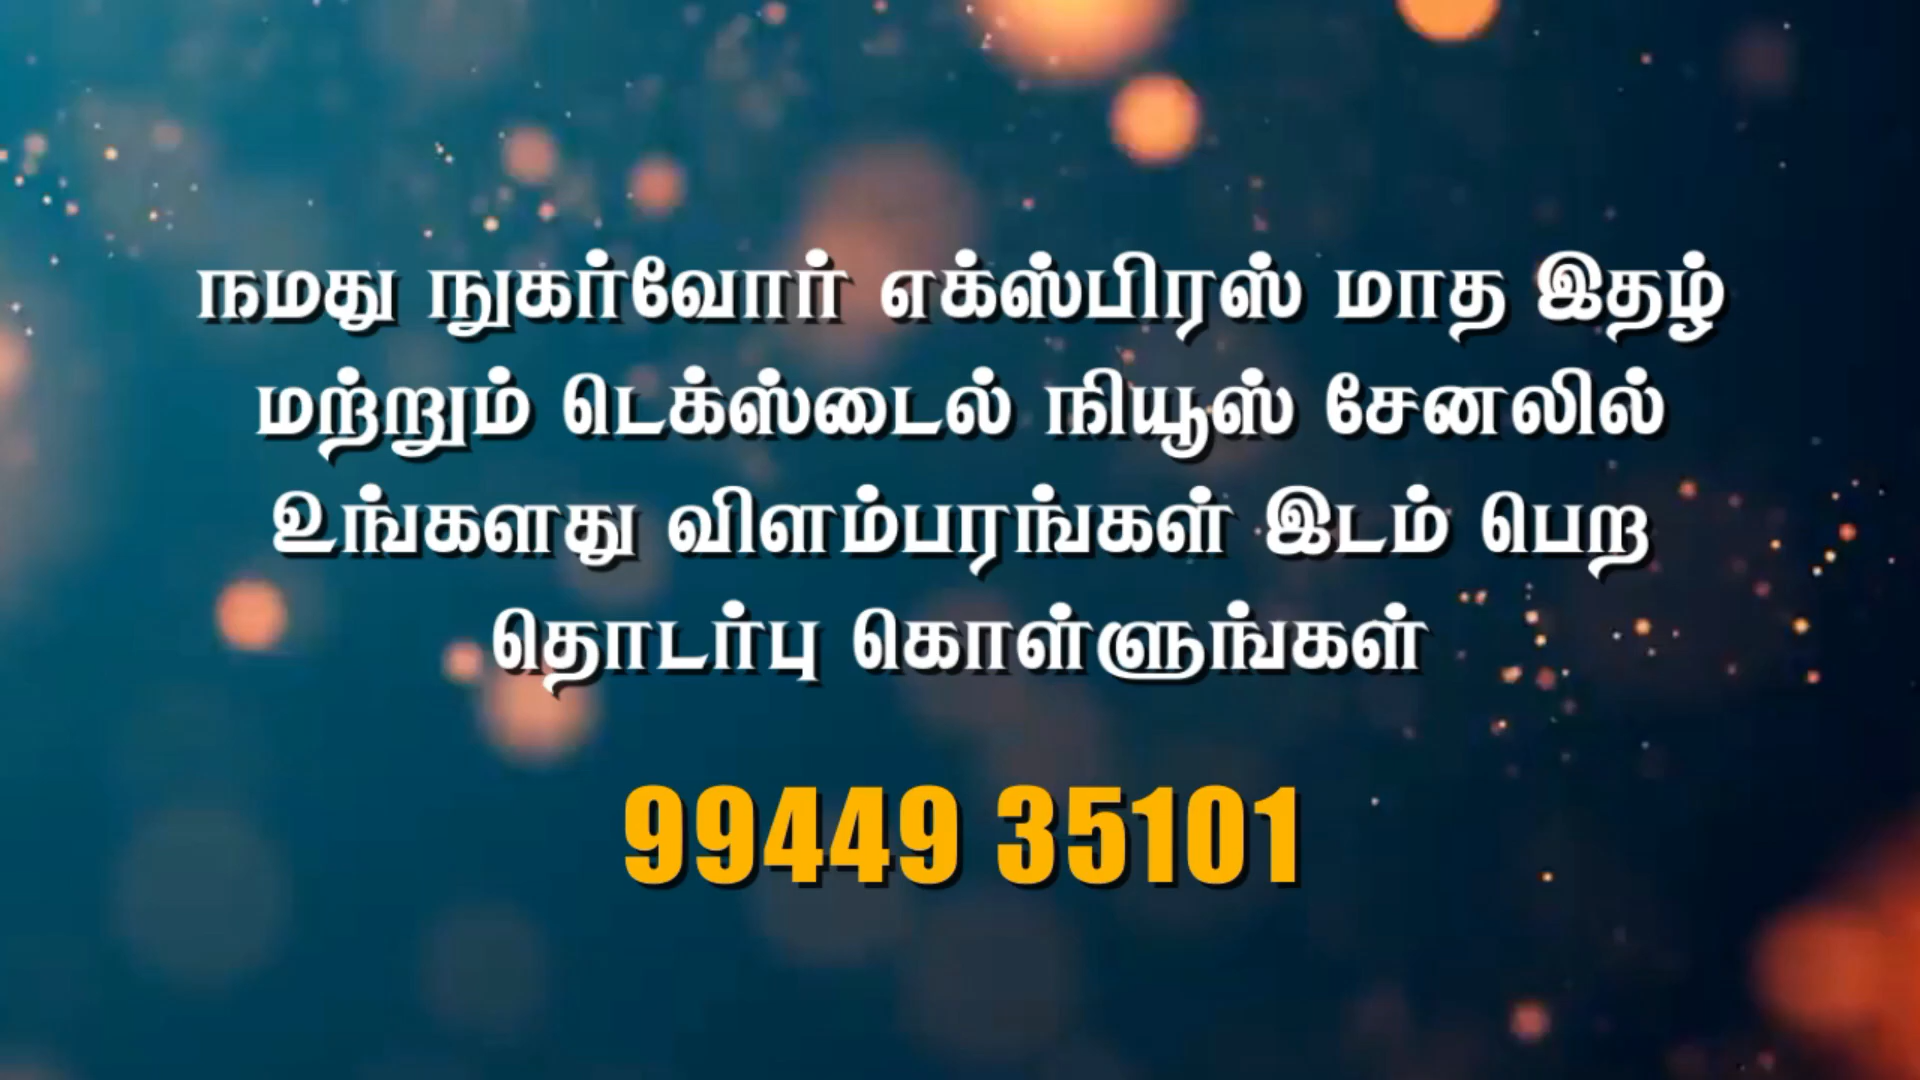 நமது நுகர்வோர் எக்ஸ்பிரஸ் மாத இதழ்
மற்றும் டெக்ஸ்டைல் நியூஸ் சேனலில்
உங்களது விளம்பரங்கள் இடம் பெற
தொடர்பு கொள்ளுங்கள்
99449 35101